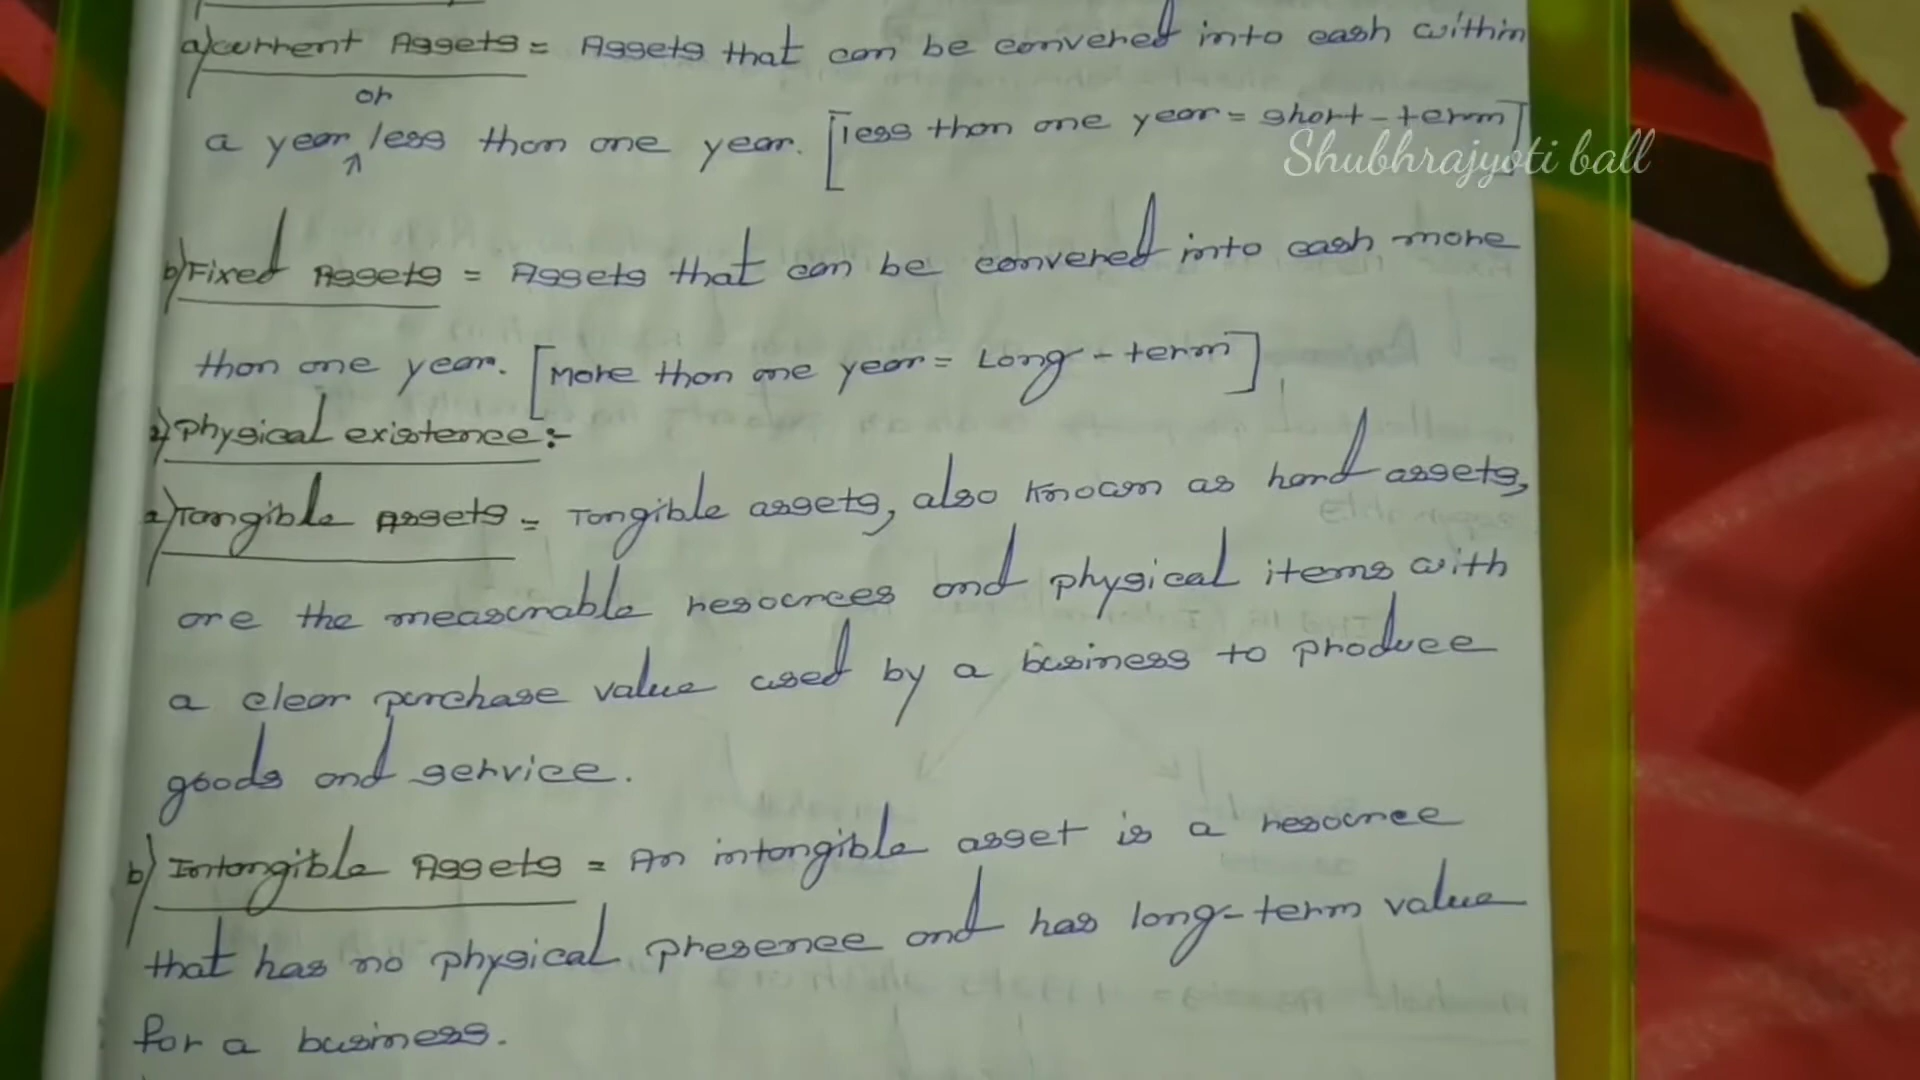 a) current Assets = Assets that can be convered into cash within
or
a year less than one year. [less than one year = short-term]
Shubhrajyoti ball
b) Fixed Assets = Assets that can be convered into cash more
than one year. [More than one year = Long-term]
2) Physical existence:-
a) Tangible Assets = Tangible assets, also known as hard assets,
are the measurable resources and physical items with
a clear purchase value used by a business to produce
goods and service.
b) Intangible Assets = An intangible asset is a resource
that has no physical presence and has long-term value
for a business.